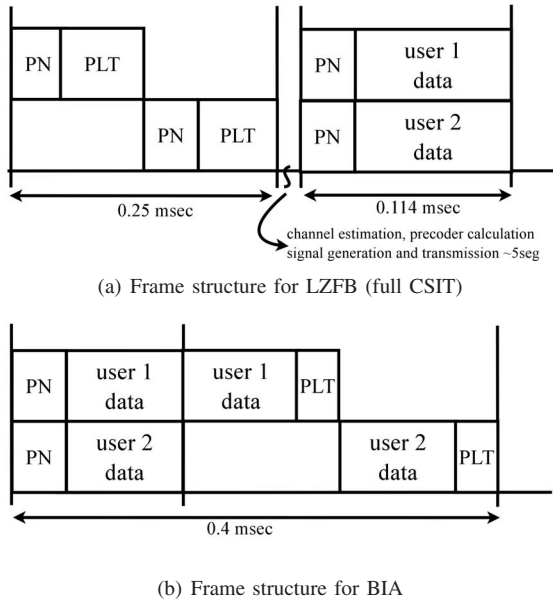 PN PLT
PN PLT
PN user 1 data
PN user 2 data
0.25 msec
0.114 msec
channel estimation, precoder calculation
signal generation and transmission ~5seg
(a) Frame structure for LZFB (full CSIT)
PN user 1 data user 1 data PLT
PN user 2 data user 2 data PLT
0.4 msec
(b) Frame structure for BIA